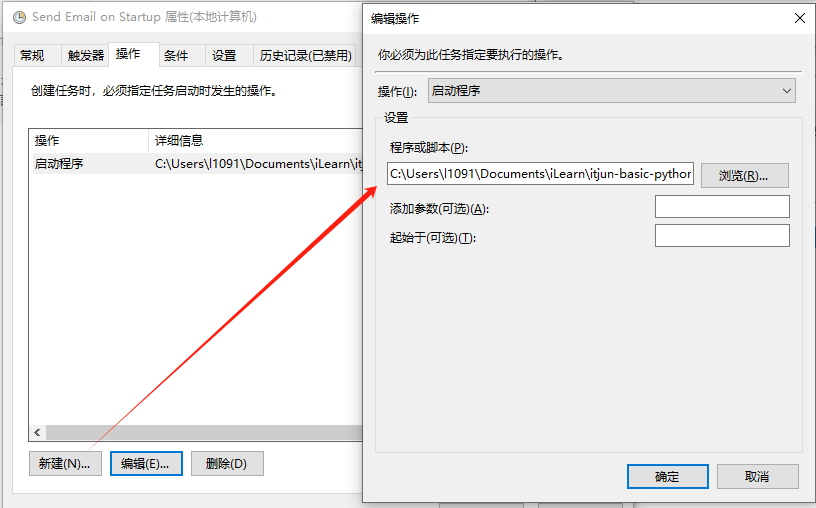 Send Email on Startup 属性(本地计算机)
常规 触发器 操作 条件 设置 历史记录(已禁用)
创建任务时，必须指定任务启动时发生的操作。
操作 详细信息
启动程序 C:\Users\l1091\Documents\iLearn\itj
新建(N)... 编辑(E)... 删除(D)
编辑操作
你必须为此任务指定要执行的操作。
操作(I): 启动程序
设置
程序或脚本(P):
C:\Users\l1091\Documents\iLearn\itjun-basic-python 浏览(R)...
添加参数(可选)(A):
起始于(可选)(T):
确定 取消